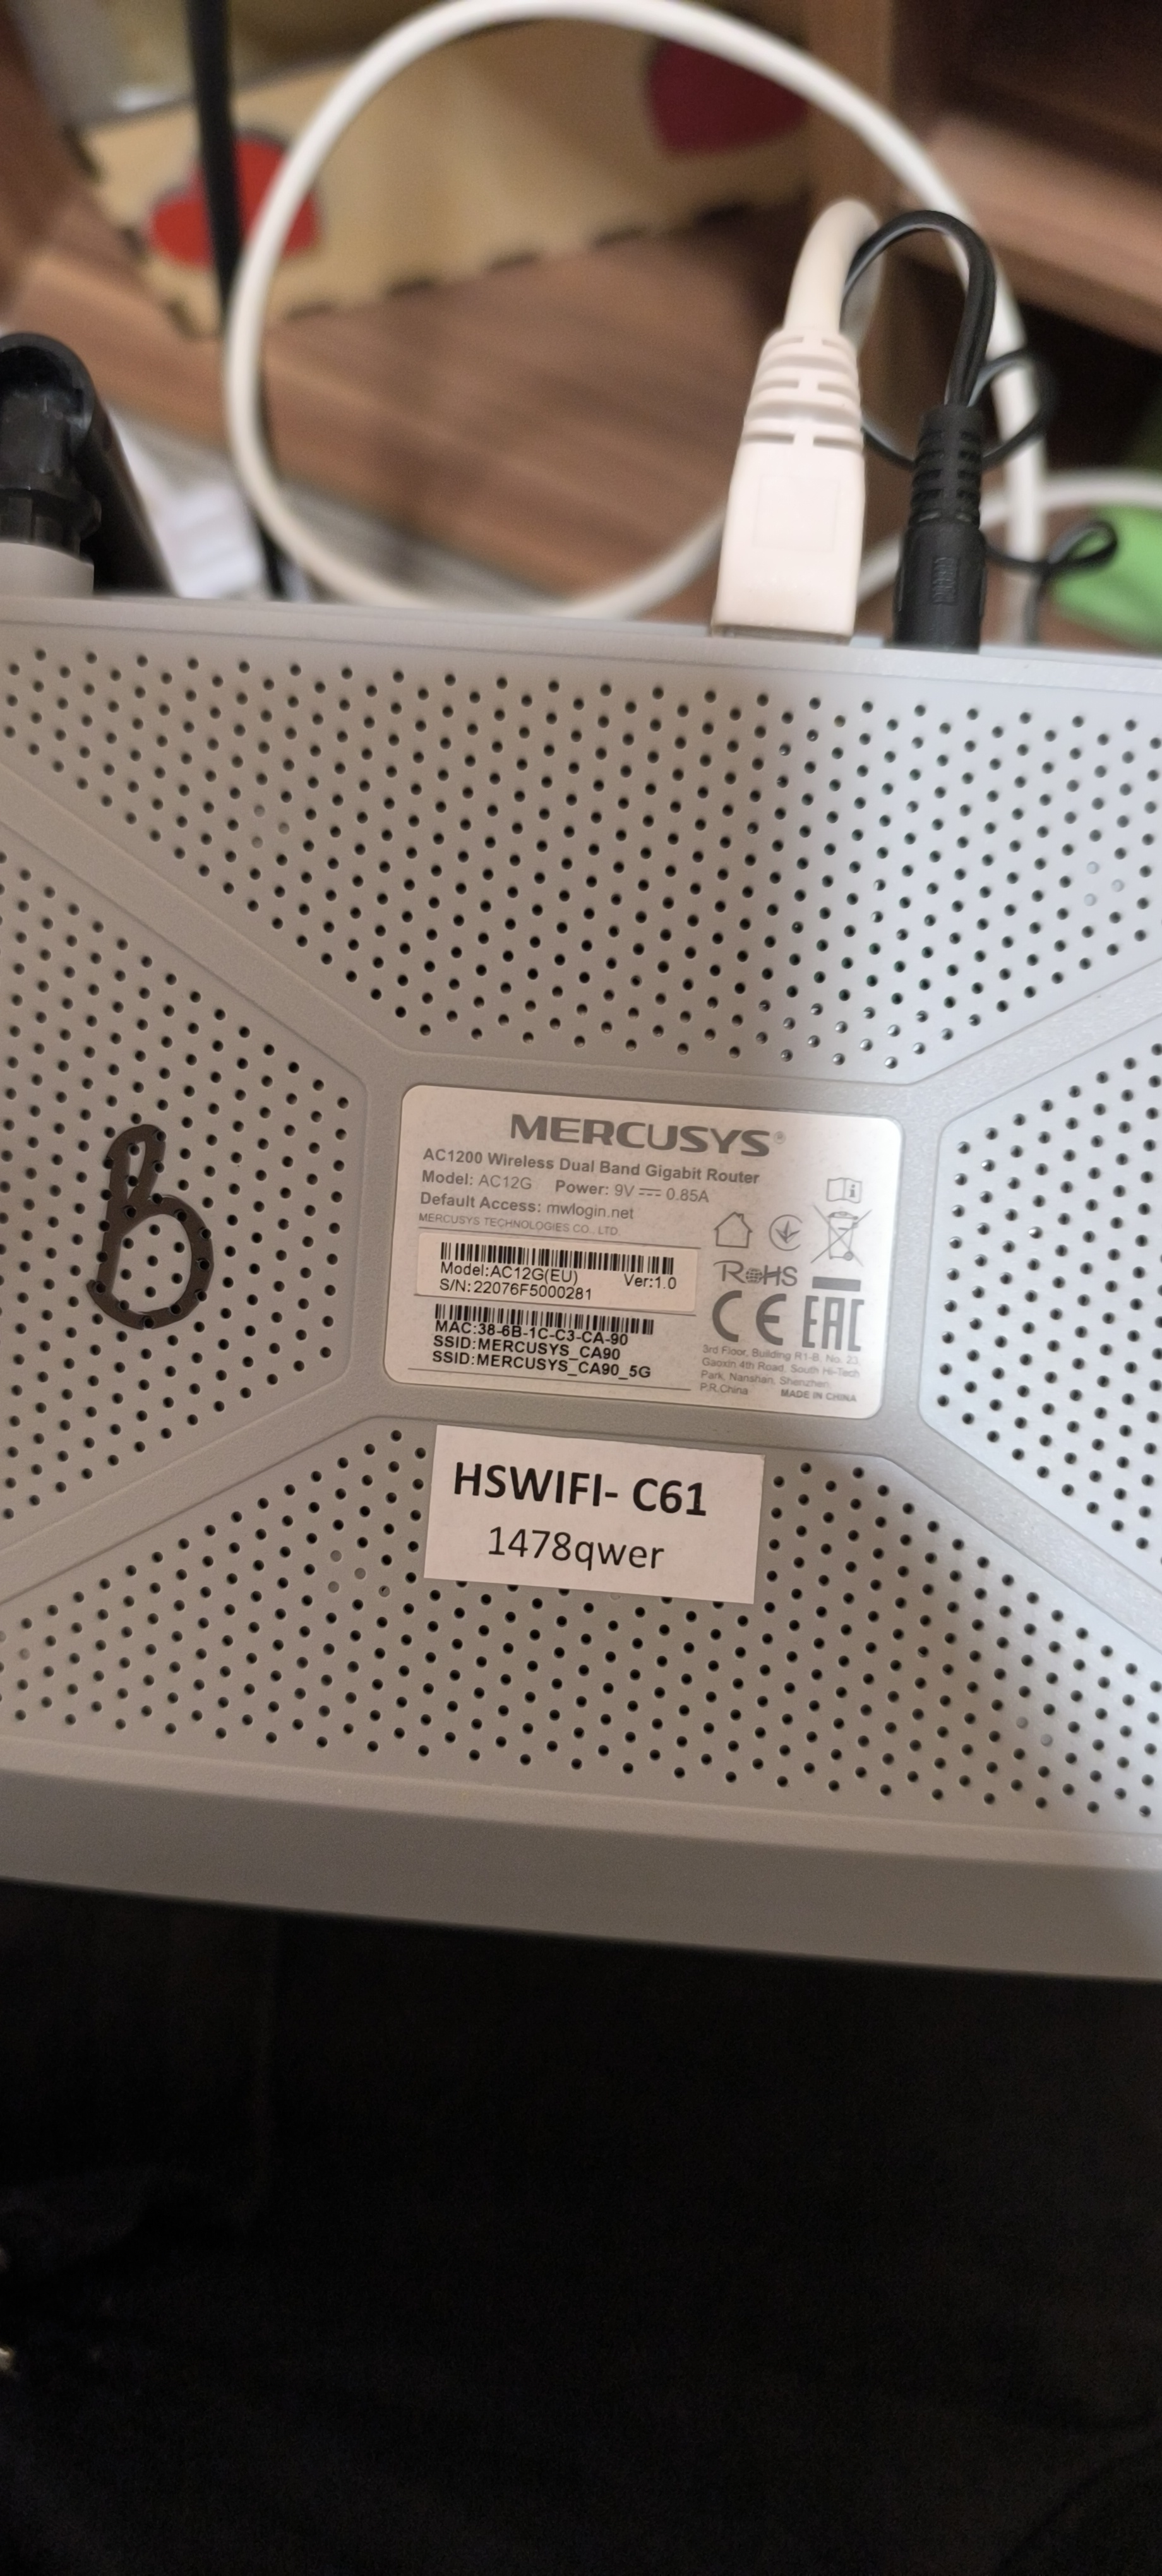 MERCUSYS®
AC1200 Wireless Dual Band Gigabit Router
Model: AC12G Power: 9V ⎓ 0.85A
Default Access: mwlogin.net
MERCUSYS TECHNOLOGIES CO., LTD.
Model:AC12G(EU) Ver:1.0
S/N:22076F5000281
MAC:38-6B-1C-C3-CA-90
SSID:MERCUSYS_CA90
SSID:MERCUSYS_CA90_5G
RoHS
CE EAC
3rd Floor, Building R1-B, No. 23,
Gaoxin 4th Road, South Hi-Tech
Park, Nanshan, Shenzhen
P.R.China MADE IN CHINA
HSWIFI- C61
1478qwer